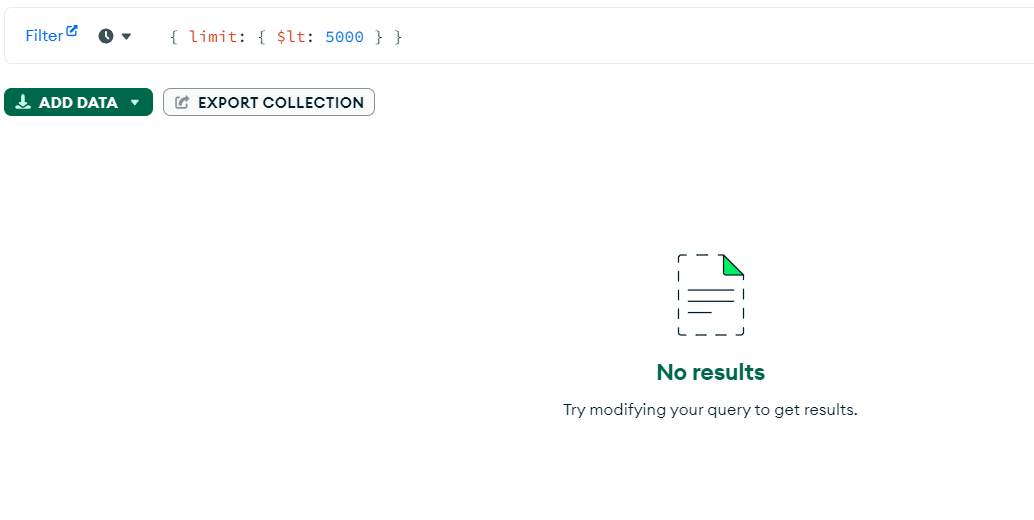 Filter { limit: { $lt: 5000 } }
ADD DATA EXPORT COLLECTION
No results
Try modifying your query to get results.